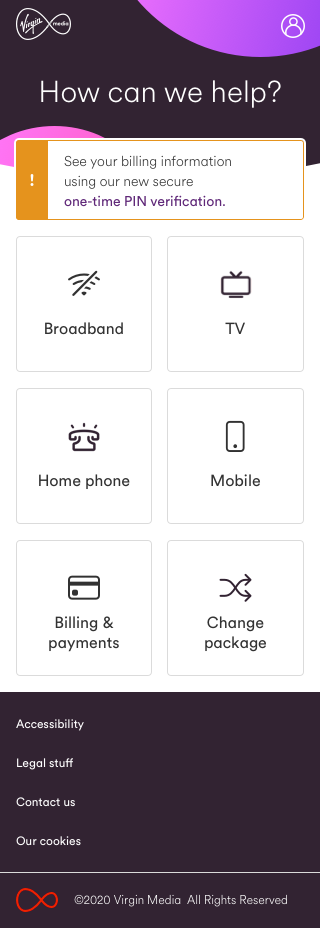 Virgin media
How can we help?
!
See your billing information
using our new secure
one-time PIN verification.
Broadband
TV
Home phone
Mobile
Billing &
payments
Change
package
Accessibility
Legal stuff
Contact us
Our cookies
©2020 Virgin Media  All Rights Reserved